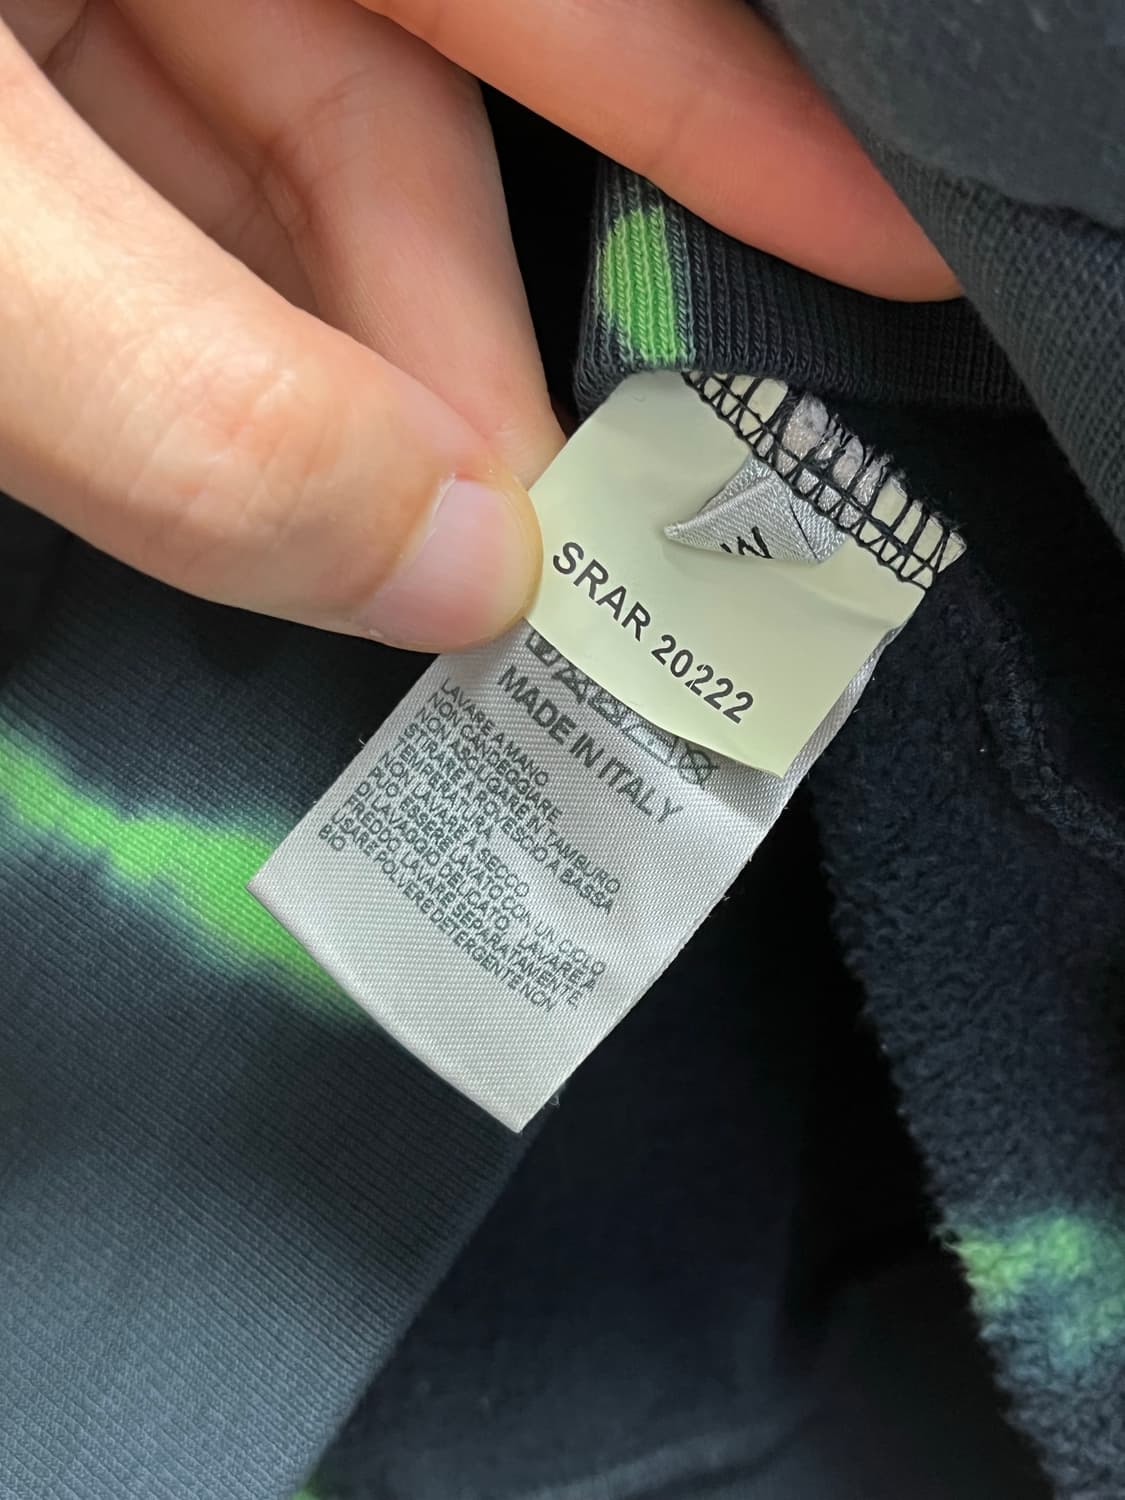 SRAR 20222
MADE IN ITALY
LAVARE A MANO
NON CANDEGGIARE
NON ASCIUGARE IN TAMBURO
STIRARE A ROVESCIO A BASSA
TEMPERATURA
NON LAVARE A SECCO
PUÒ ESSERE LAVATO CON UN CICLO
DI LAVAGGIO DELICATO, LAVARE A
FREDDO, LAVARE SEPARATAMENTE,
USARE POLVERE DETERGENTE NON
BIO